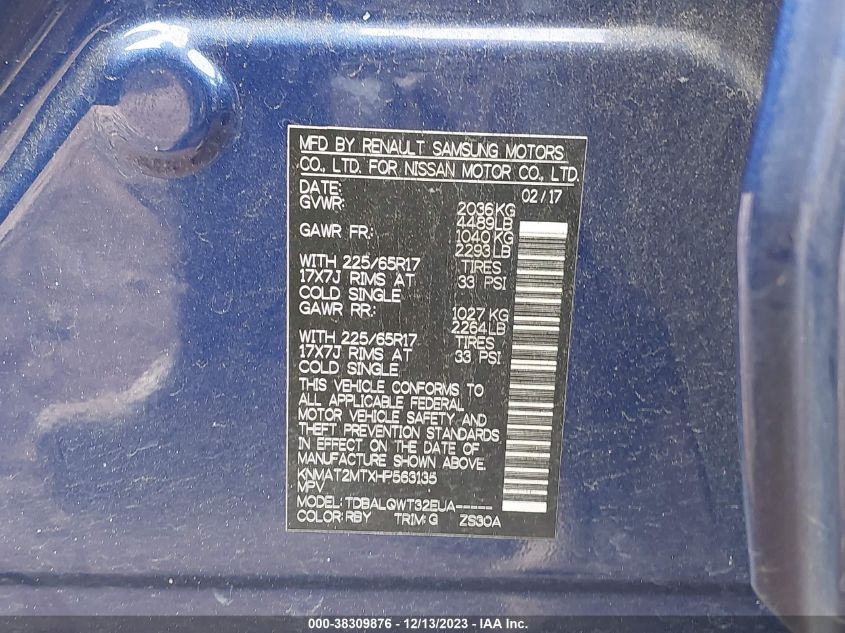 MFD BY RENAULT SAMSUNG MOTORS
CO., LTD. FOR NISSAN MOTOR CO., LTD.
DATE: 02/17
GVWR: 2036KG
4489LB
GAWR FR: 1040 KG
2293LB
WITH 225/65R17 TIRES
17X7J RIMS AT 33 PSI
COLD SINGLE
GAWR RR: 1027 KG
2264LB
WITH 225/65R17 TIRES
17X7J RIMS AT 33 PSI
COLD SINGLE
THIS VEHICLE CONFORMS TO
ALL APPLICABLE FEDERAL
MOTOR VEHICLE SAFETY AND
THEFT PREVENTION STANDARDS
IN EFFECT ON THE DATE OF
MANUFACTURE SHOWN ABOVE.
KNMAT2MTXHP563135
MPV
MODEL: TDBALQWT32EUA-----
COLOR: RBY TRIM: G ZS30A
000-38309876 - 12/13/2023 - IAA Inc.